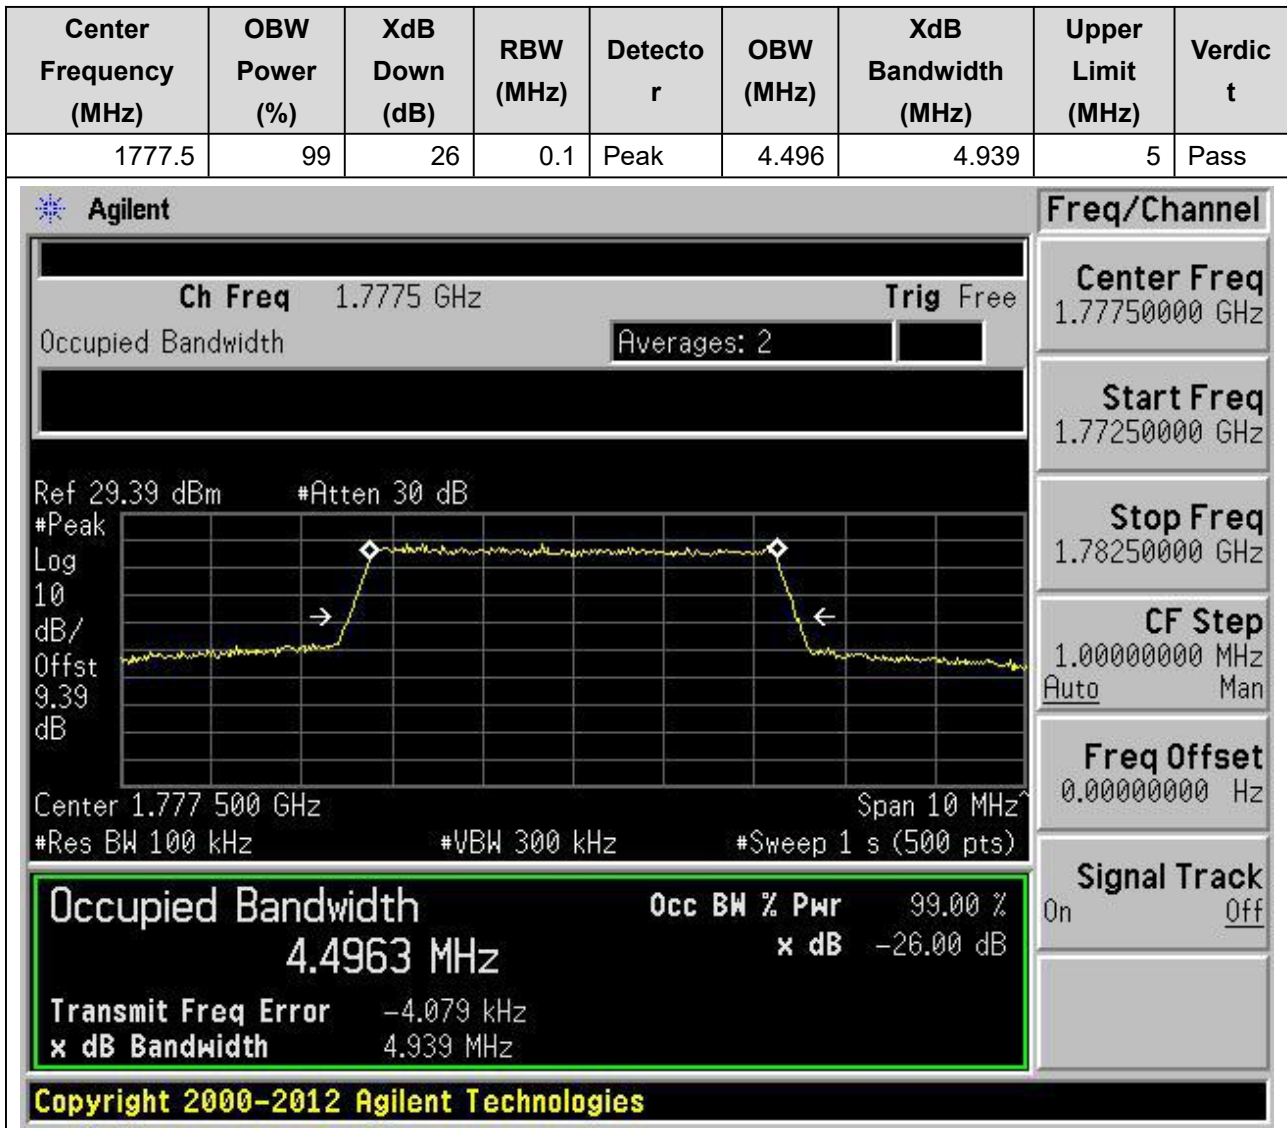 Center Frequency (MHz) OBW Power (%) XdB Down (dB) RBW (MHz) Detector OBW (MHz) XdB Bandwidth (MHz) Upper Limit (MHz) Verdict
1777.5 99 26 0.1 Peak 4.496 4.939 5 Pass
Agilent
Freq/Channel
Ch Freq 1.7775 GHz Trig Free
Occupied Bandwidth Averages: 2
Center Freq
1.77750000 GHz
Start Freq
1.77250000 GHz
Stop Freq
1.78250000 GHz
CF Step
1.00000000 MHz
Auto Man
Freq Offset
0.00000000 Hz
Signal Track
On Off
Ref 29.39 dBm #Atten 30 dB
#Peak
Log
10
dB/
Offst
9.39
dB
Center 1.777 500 GHz Span 10 MHz^
#Res BW 100 kHz #VBW 300 kHz #Sweep 1 s (500 pts)
Occupied Bandwidth Occ BW % Pwr 99.00 %
4.4963 MHz x dB -26.00 dB
Transmit Freq Error -4.079 kHz
x dB Bandwidth 4.939 MHz
Copyright 2000-2012 Agilent Technologies